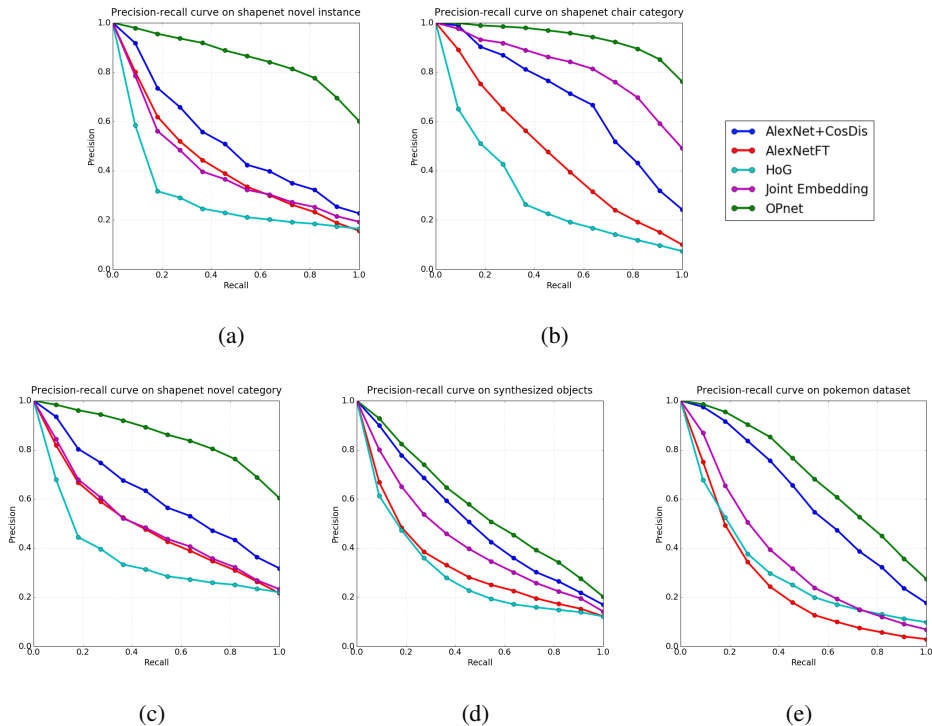 Precision-recall curve on shapenet novel instance
1.0
0.8
0.6
0.4
0.2
0.0
Precision
0.0 0.2 0.4 0.6 0.8 1.0
Recall
(a)
Precision-recall curve on shapenet chair category
1.0
0.8
0.6
0.4
0.2
0.0
Precision
0.0 0.2 0.4 0.6 0.8 1.0
Recall
(b)
AlexNet+CosDis
AlexNetFT
HoG
Joint Embedding
OPnet
Precision-recall curve on shapenet novel category
1.0
0.8
0.6
0.4
0.2
0.0
Precision
0.0 0.2 0.4 0.6 0.8 1.0
Recall
(c)
Precision-recall curve on synthesized objects
1.0
0.8
0.6
0.4
0.2
0.0
Precision
0.0 0.2 0.4 0.6 0.8 1.0
Recall
(d)
Precision-recall curve on pokemon dataset
1.0
0.8
0.6
0.4
0.2
0.0
Precision
0.0 0.2 0.4 0.6 0.8 1.0
Recall
(e)